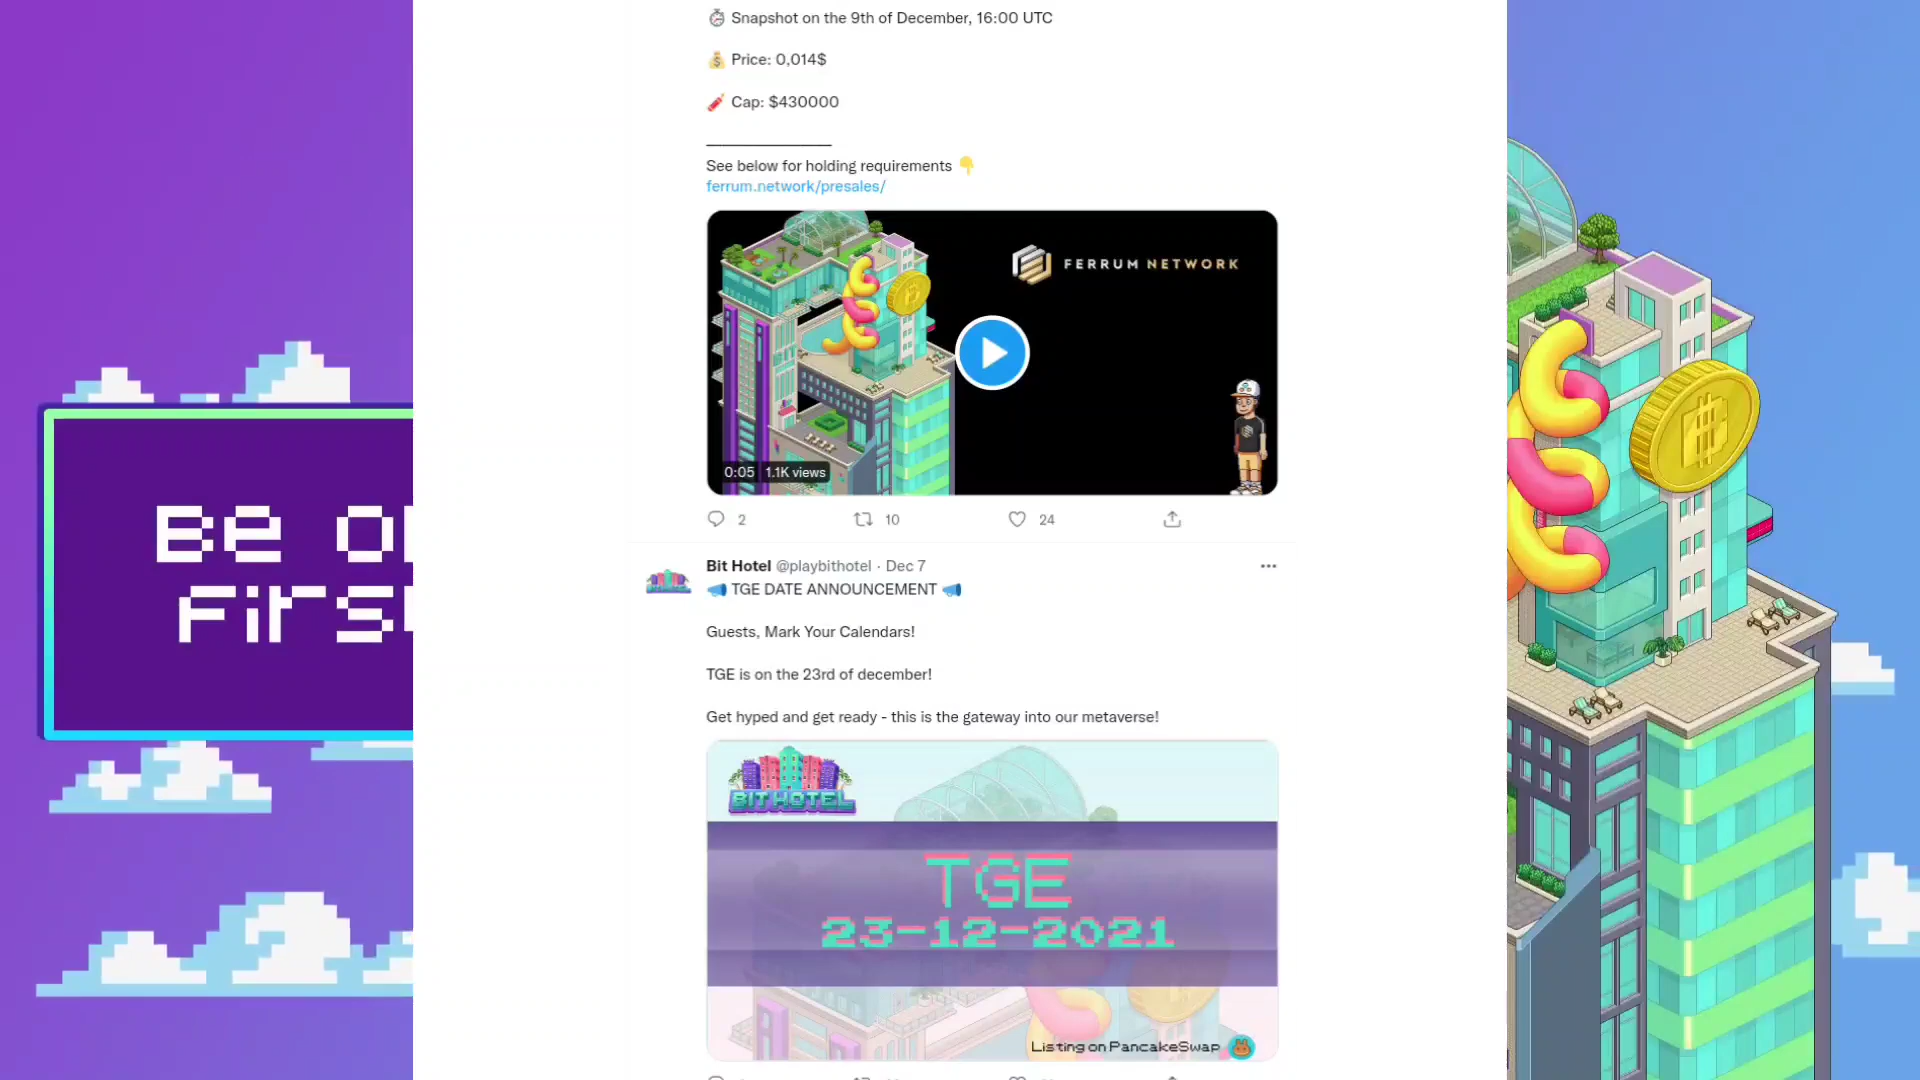 ⏱ Snapshot on the 9th of December, 16:00 UTC
💰 Price: 0,014$
🧨 Cap: $430000
_______________
See below for holding requirements 👇
ferrum.network/presales/
FERRUM NETWORK
0:05 1.1K views
2 10 24
Be O
Firs
Bit Hotel @playbithotel · Dec 7
📣 TGE DATE ANNOUNCEMENT 📣
Guests, Mark Your Calendars!
TGE is on the 23rd of december!
Get hyped and get ready - this is the gateway into our metaverse!
BIT HOTEL
TGE
23-12-2021
Listing on PancakeSwap